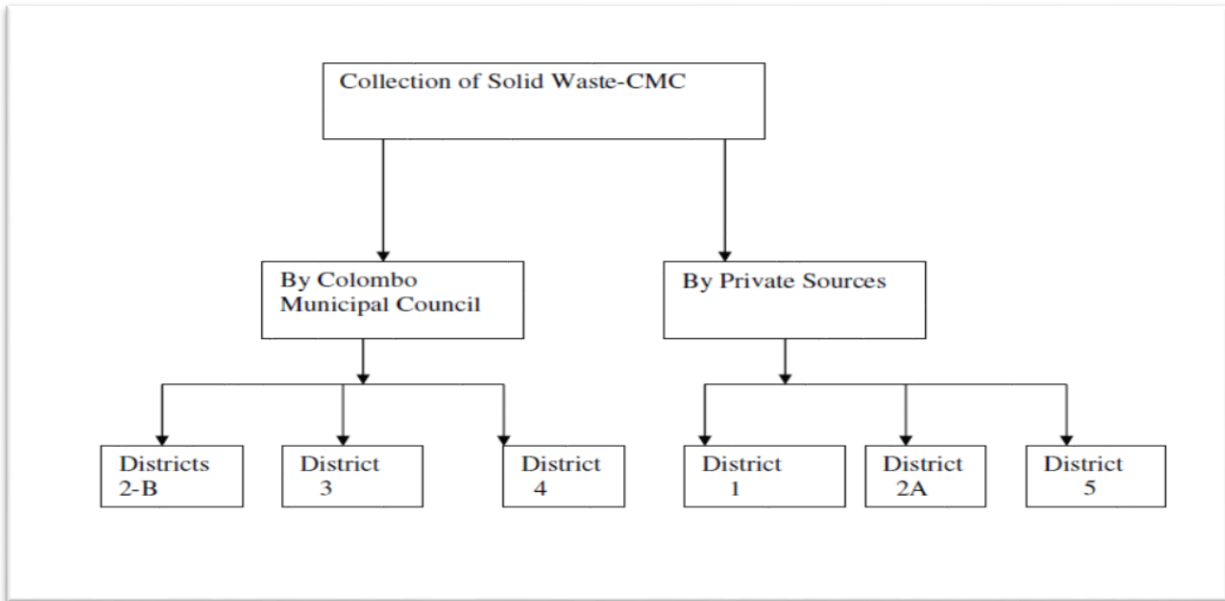 Collection of Solid Waste-CMC
By Colombo
Municipal Council
By Private Sources
Districts
2-B
District
3
District
4
District
1
District
2A
District
5